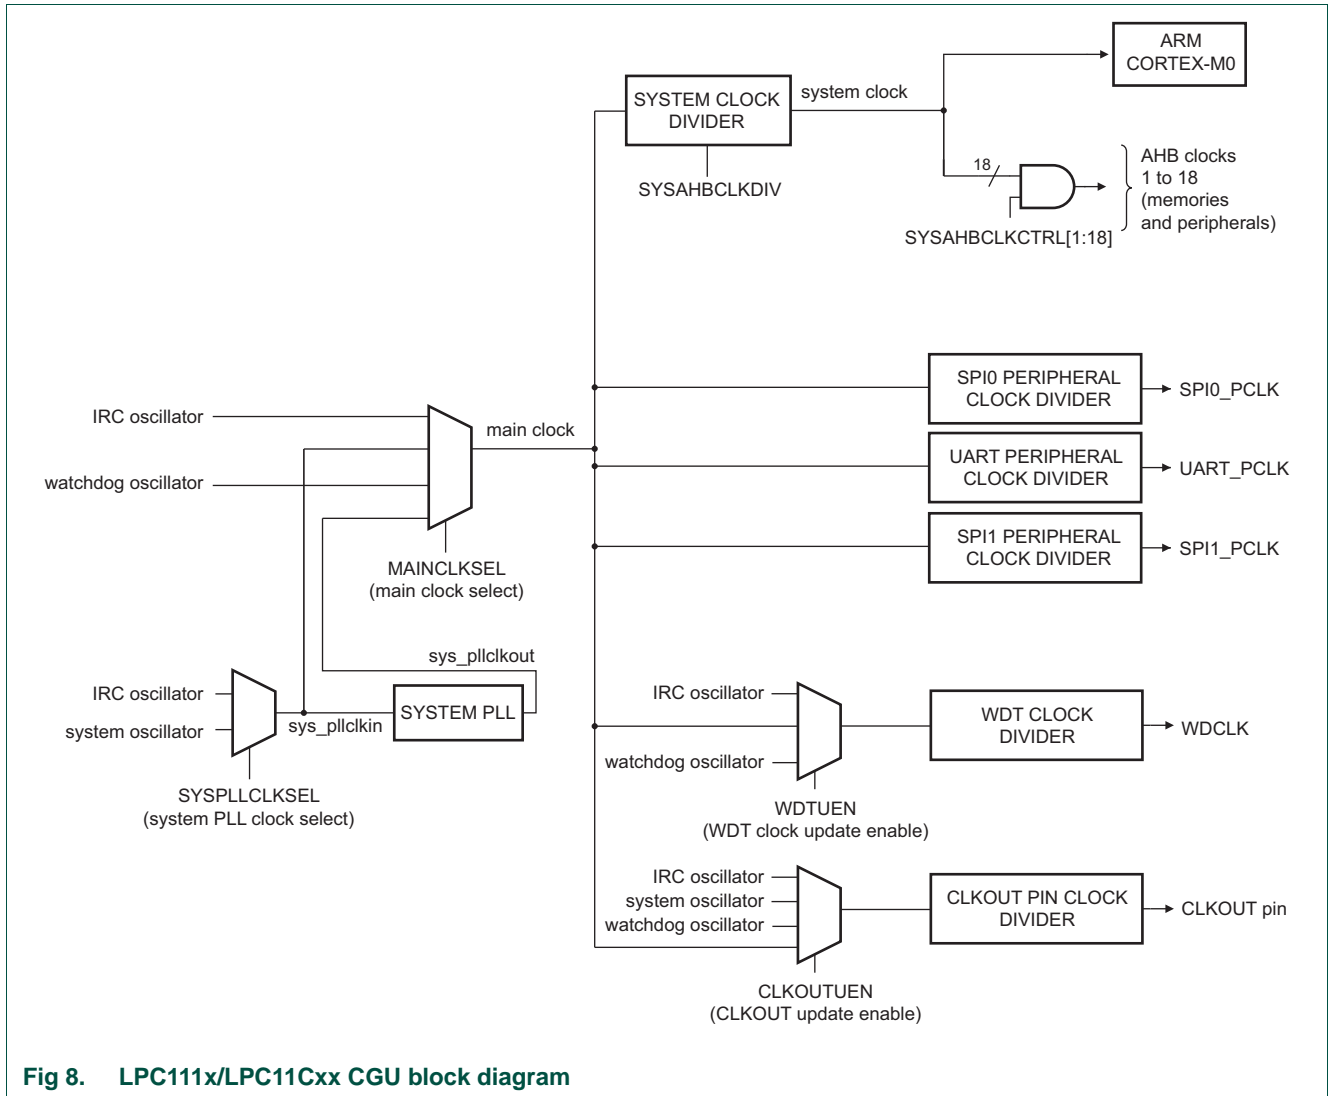 ARM
CORTEX-M0
SYSTEM CLOCK
DIVIDER
system clock
SYSAHBCLKDIV
18
AHB clocks
1 to 18
(memories
and peripherals)
SYSAHBCLKCTRL[1:18]
SPI0 PERIPHERAL
CLOCK DIVIDER
SPI0_PCLK
IRC oscillator
main clock
UART PERIPHERAL
CLOCK DIVIDER
UART_PCLK
watchdog oscillator
SPI1 PERIPHERAL
CLOCK DIVIDER
SPI1_PCLK
MAINCLKSEL
(main clock select)
sys_pllclkout
IRC oscillator
system oscillator
sys_pllclkin
SYSTEM PLL
SYSPLLCLKSEL
(system PLL clock select)
IRC oscillator
watchdog oscillator
WDT CLOCK
DIVIDER
WDCLK
WDTUEN
(WDT clock update enable)
IRC oscillator
system oscillator
watchdog oscillator
CLKOUT PIN CLOCK
DIVIDER
CLKOUT pin
CLKOUTUEN
(CLKOUT update enable)
Fig 8. LPC111x/LPC11Cxx CGU block diagram